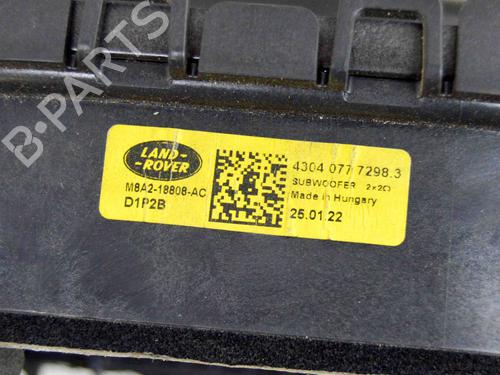 B-PARTS
LAND-
ROVER
M8A2-18808-AC
D1P2B
4304 077 7298.3
SUBWOOFER 2x2Ω
Made in Hungary
25.01.22